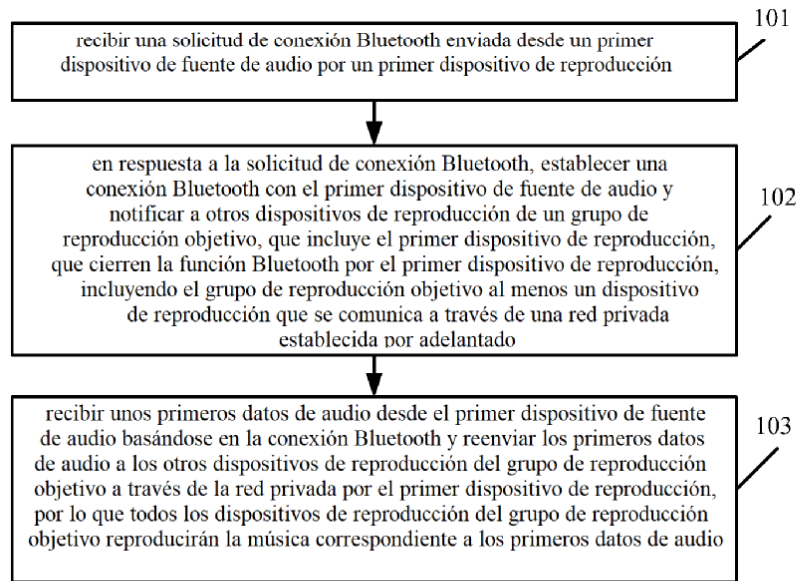 101
recibir una solicitud de conexión Bluetooth enviada desde un primer
dispositivo de fuente de audio por un primer dispositivo de reproducción
102
en respuesta a la solicitud de conexión Bluetooth, establecer una
conexión Bluetooth con el primer dispositivo de fuente de audio y
notificar a otros dispositivos de reproducción de un grupo de
reproducción objetivo, que incluye el primer dispositivo de reproducción,
que cierren la función Bluetooth por el primer dispositivo de reproducción,
incluyendo el grupo de reproducción objetivo al menos un dispositivo
de reproducción que se comunica a través de una red privada
establecida por adelantado
103
recibir unos primeros datos de audio desde el primer dispositivo de fuente
de audio basándose en la conexión Bluetooth y reenviar los primeros datos
de audio a los otros dispositivos de reproducción del grupo de reproducción
objetivo a través de la red privada por el primer dispositivo de reproducción,
por lo que todos los dispositivos de reproducción del grupo de reproducción
objetivo reproducirán la música correspondiente a los primeros datos de audio